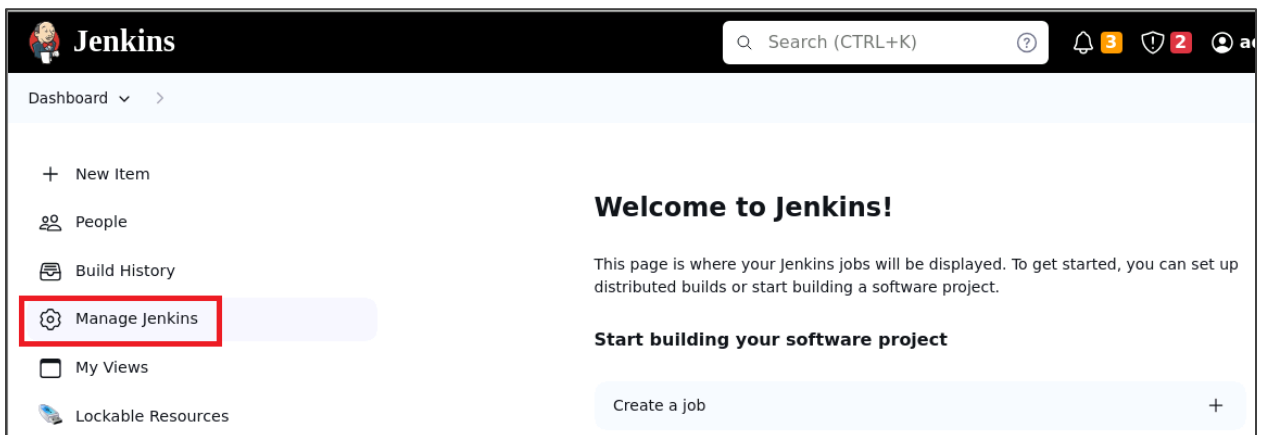 Jenkins
Search (CTRL+K)
3
2
Dashboard
New Item
People
Build History
Manage Jenkins
My Views
Lockable Resources
Welcome to Jenkins!
This page is where your Jenkins jobs will be displayed. To get started, you can set up
distributed builds or start building a software project.
Start building your software project
Create a job